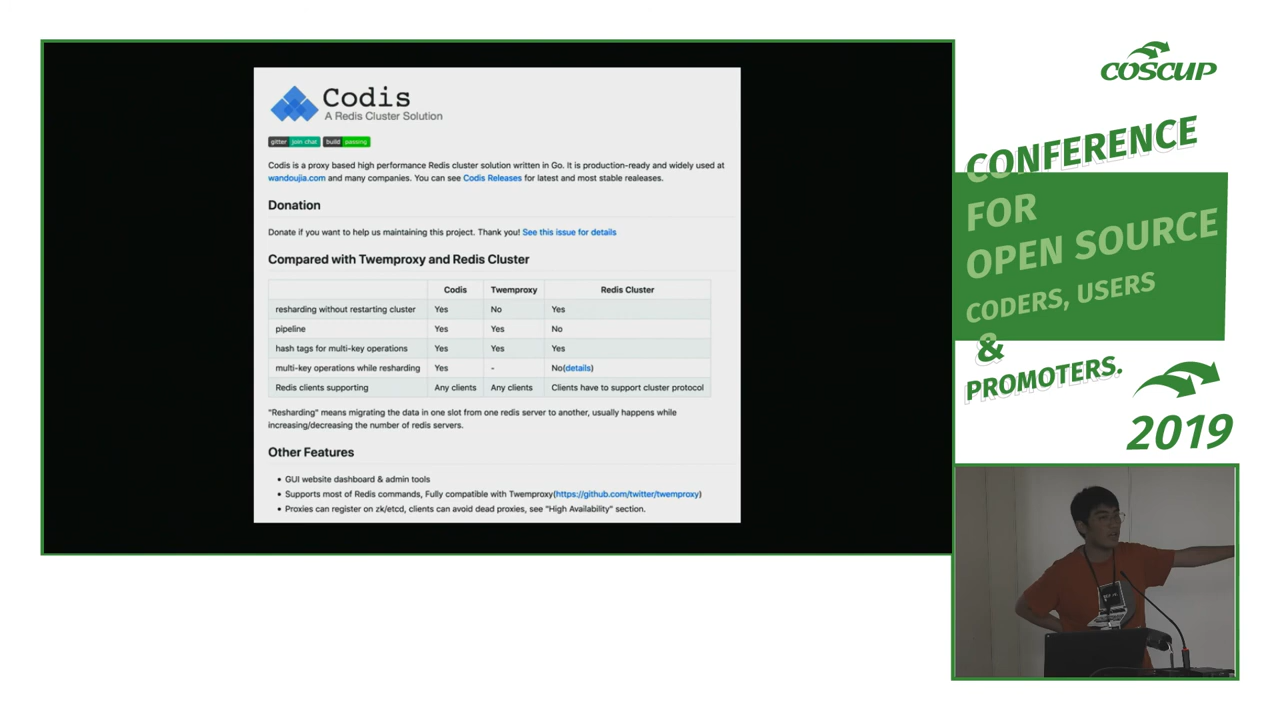 Codis
A Redis Cluster Solution
gitter join chat build passing
Codis is a proxy based high performance Redis cluster solution written in Go. It is production-ready and widely used at
wandoujia.com and many companies. You can see Codis Releases for latest and most stable realeases.
Donation
Donate if you want to help us maintaining this project. Thank you! See this issue for details
Compared with Twemproxy and Redis Cluster
Codis Twemproxy Redis Cluster
resharding without restarting cluster Yes No Yes
pipeline Yes Yes No
hash tags for multi-key operations Yes Yes Yes
multi-key operations while resharding Yes - No(details)
Redis clients supporting Any clients Any clients Clients have to support cluster protocol
"Resharding" means migrating the data in one slot from one redis server to another, usually happens while
increasing/decreasing the number of redis servers.
Other Features
• GUI website dashboard & admin tools
• Supports most of Redis commands, Fully compatible with Twemproxy(https://github.com/twitter/twemproxy)
• Proxies can register on zk/etcd, clients can avoid dead proxies, see "High Availability" section.
COSCUP
CONFERENCE
FOR
OPEN SOURCE
CODERS, USERS
&
PROMOTERS.
2019